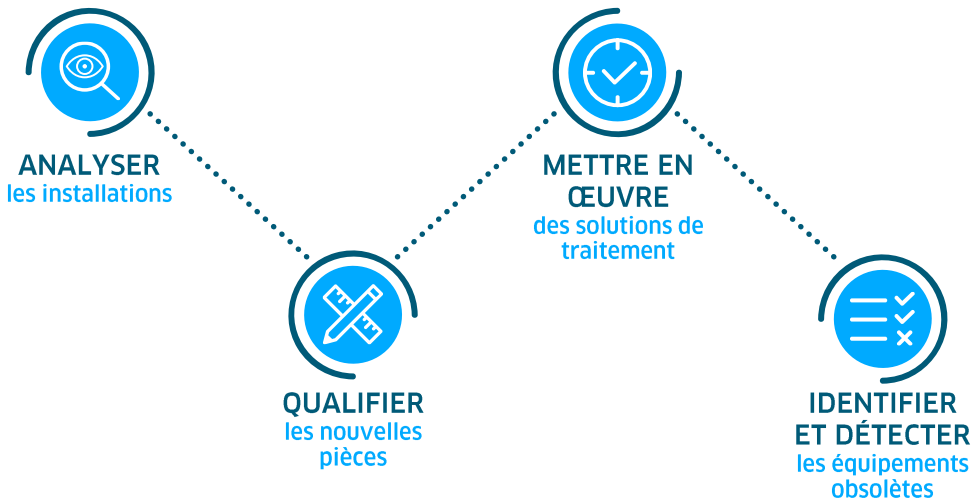 ANALYSER
les installations
QUALIFIER
les nouvelles
pièces
METTRE EN
ŒUVRE
des solutions de
traitement
IDENTIFIER
ET DÉTECTER
les équipements
obsolètes